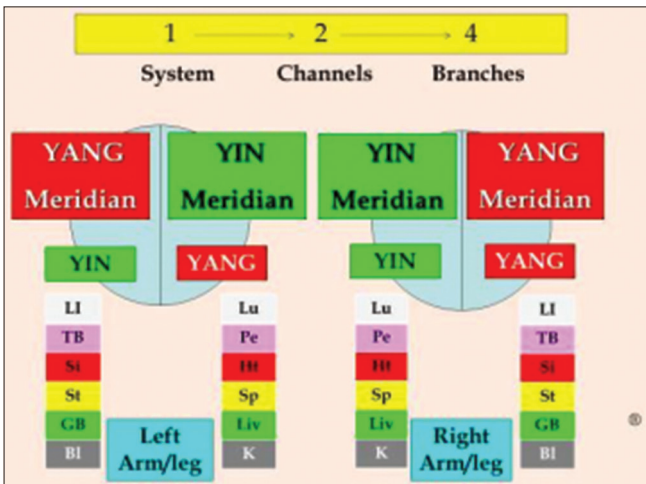 1 2 4
System Channels Branches
YANG Meridian
YIN Meridian
YIN Meridian
YANG Meridian
YIN YANG YIN YANG
LI Lu Lu LI
TB Pe Pe TB
Si Ht Ht Si
St Sp Sp St
GB Liv Liv GB
Bl K K Bl
Left Arm/leg
Right Arm/leg
®